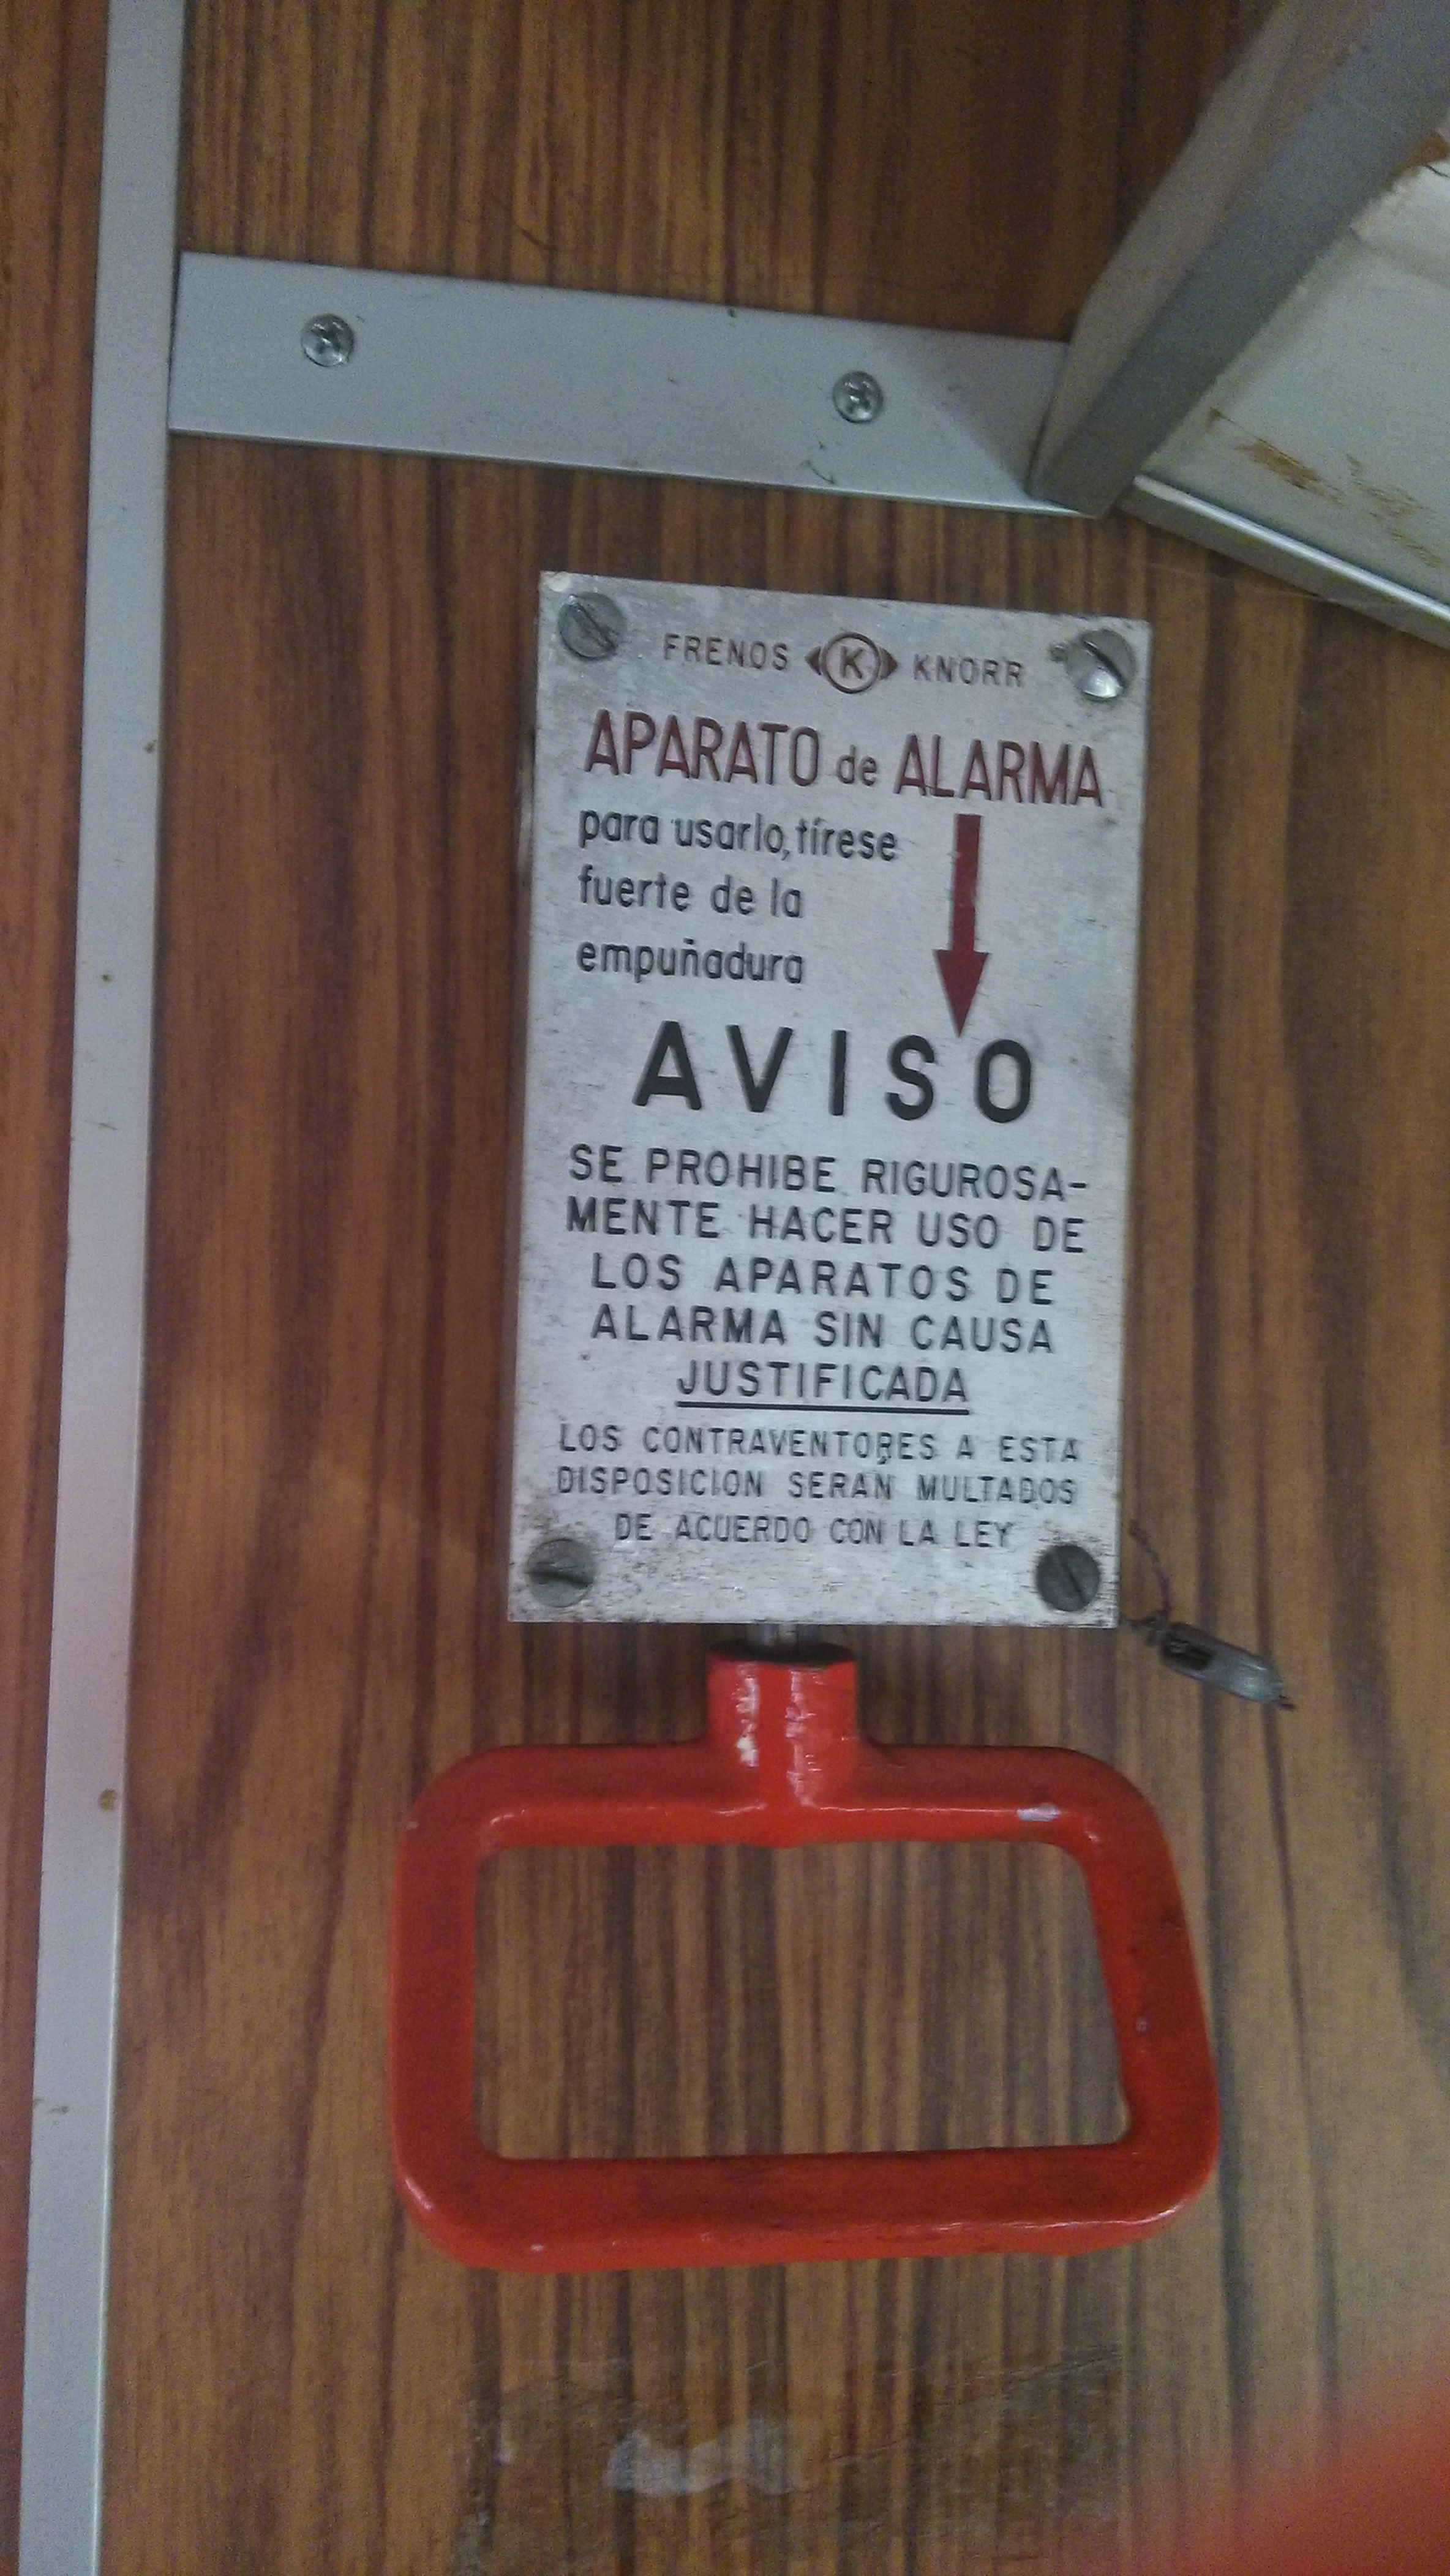 FRENOS K KNORR
APARATO de ALARMA
para usarlo, tírese
fuerte de la
empuñadura
AVISO
SE PROHIBE RIGUROSA-
MENTE HACER USO DE
LOS APARATOS DE
ALARMA SIN CAUSA
JUSTIFICADA
LOS CONTRAVENTORES A ESTA
DISPOSICION SERAN MULTADOS
DE ACUERDO CON LA LEY